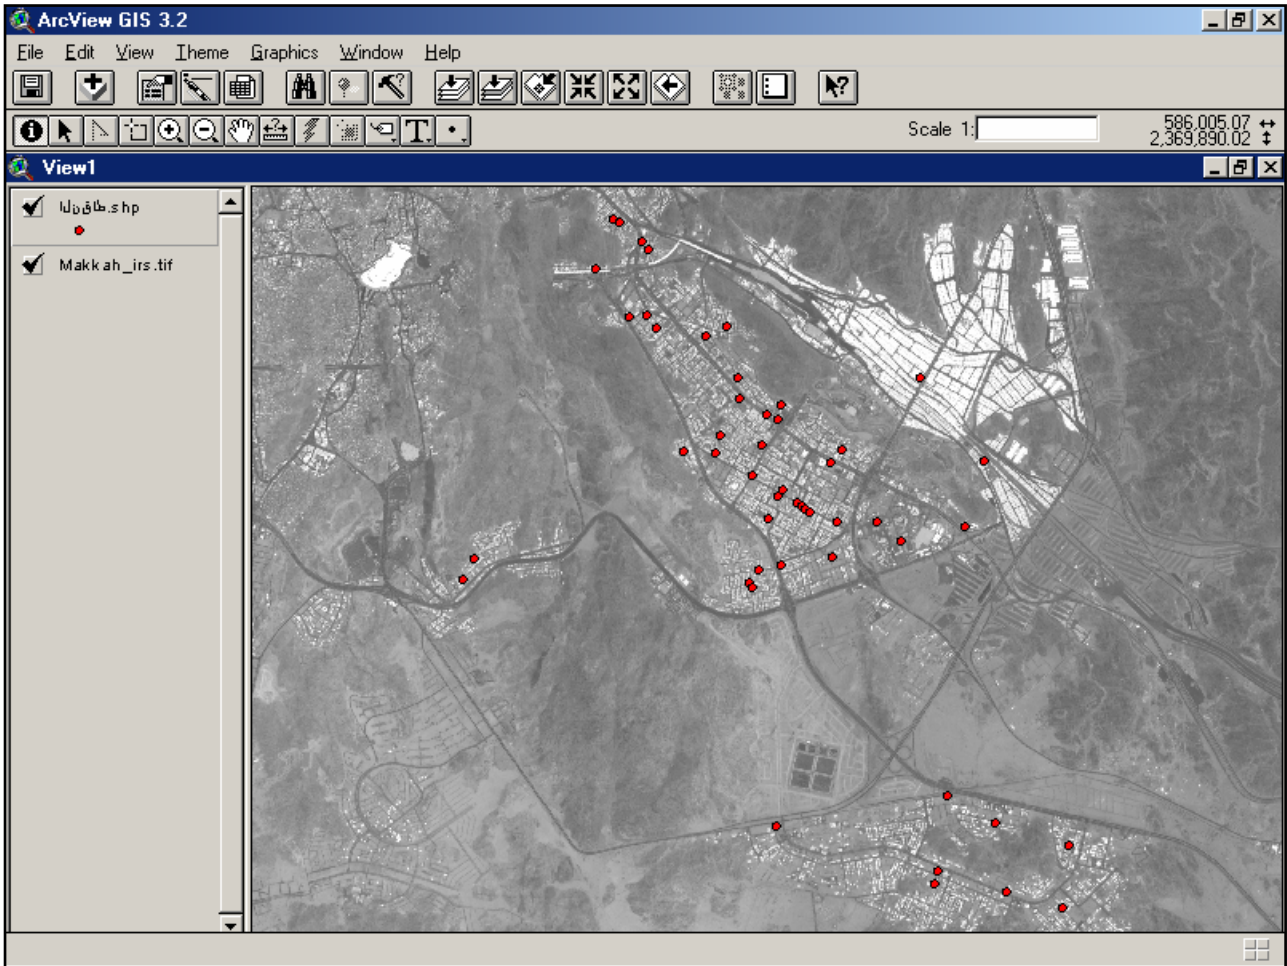 ArcView GIS 3.2
File Edit View Theme Graphics Window Help
Scale 1:
586,005.07
2,369,890.02
View1
النقاط.shp
Makkah_irs.tif